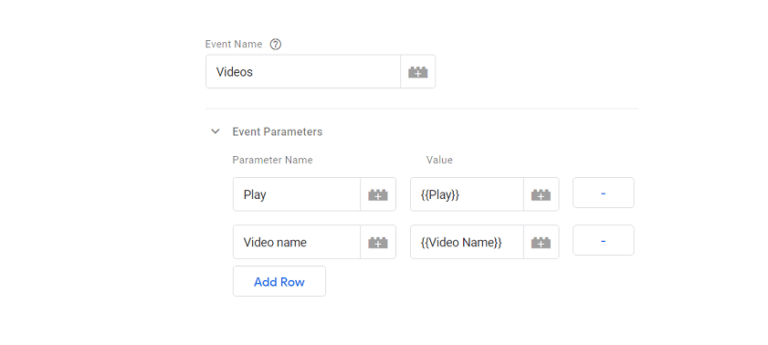 Event Name
Videos
Event Parameters
Parameter Name Value
Play {{Play}} -
Video name {{Video Name}} -
Add Row